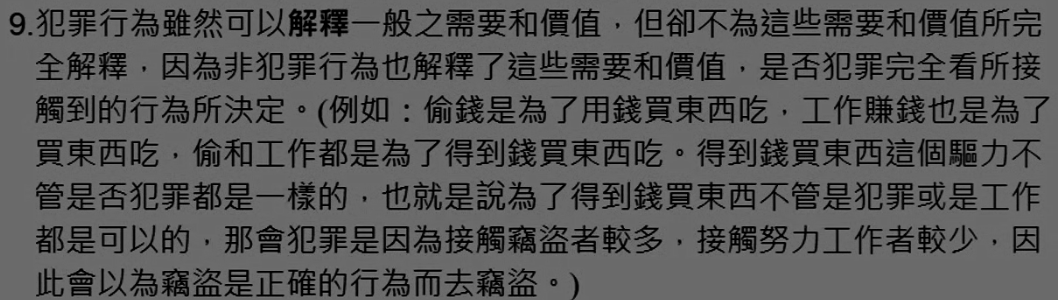 9.犯罪行為雖然可以解釋一般之需要和價值，但卻不為這些需要和價值所完
全解釋，因為非犯罪行為也解釋了這些需要和價值，是否犯罪完全看所接
觸到的行為所決定。(例如：偷錢是為了用錢買東西吃，工作賺錢也是為了
買東西吃，偷和工作都是為了得到錢買東西吃。得到錢買東西這個驅力不
管是否犯罪都是一樣的，也就是說為了得到錢買東西不管是犯罪或是工作
都是可以的，那會犯罪是因為接觸竊盜者較多，接觸努力工作者較少，因
此會以為竊盜是正確的行為而去竊盜。)